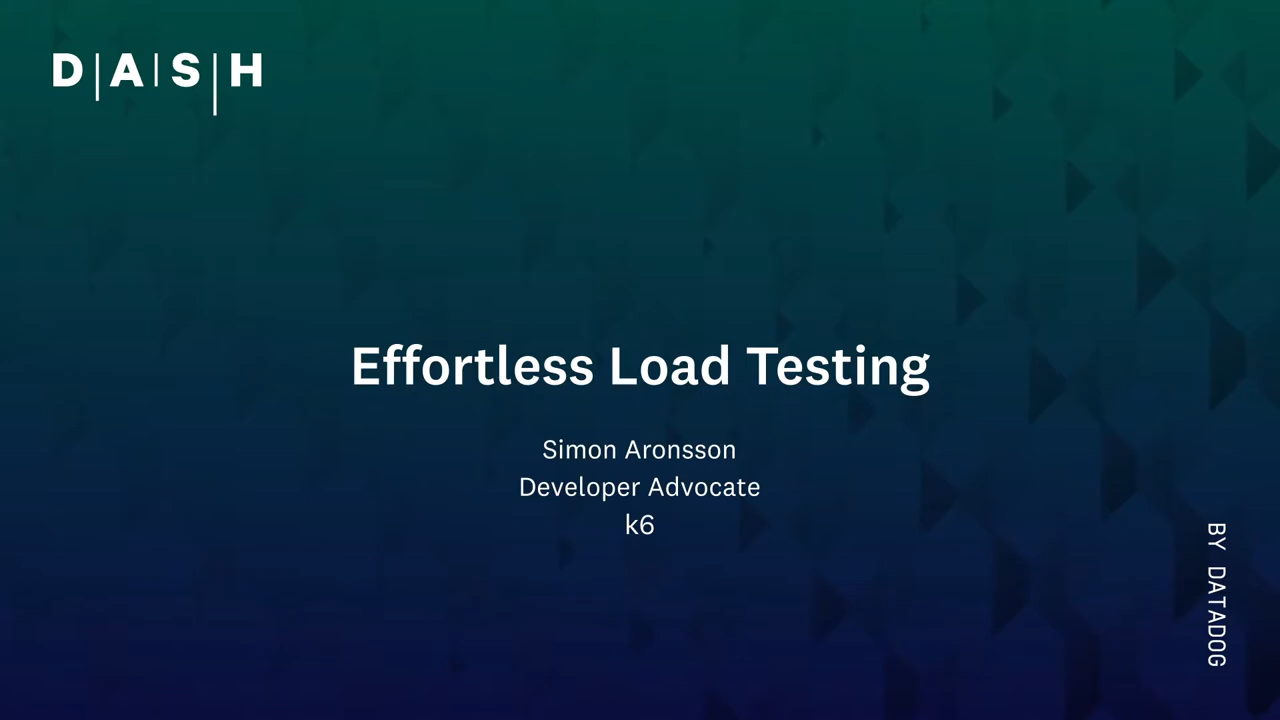 D|A|S|H
Effortless Load Testing
Simon Aronsson
Developer Advocate
k6
BY DATADOG